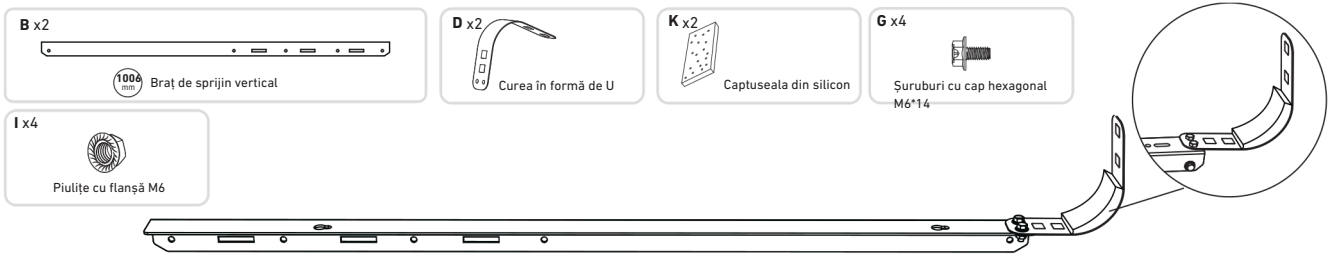 B x2
1006
mm
Braț de sprijin vertical
D x2
Curea în formă de U
K x2
Captuseala din silicon
G x4
Șuruburi cu cap hexagonal
M6*14
I x4
Piulițe cu flanșă M6